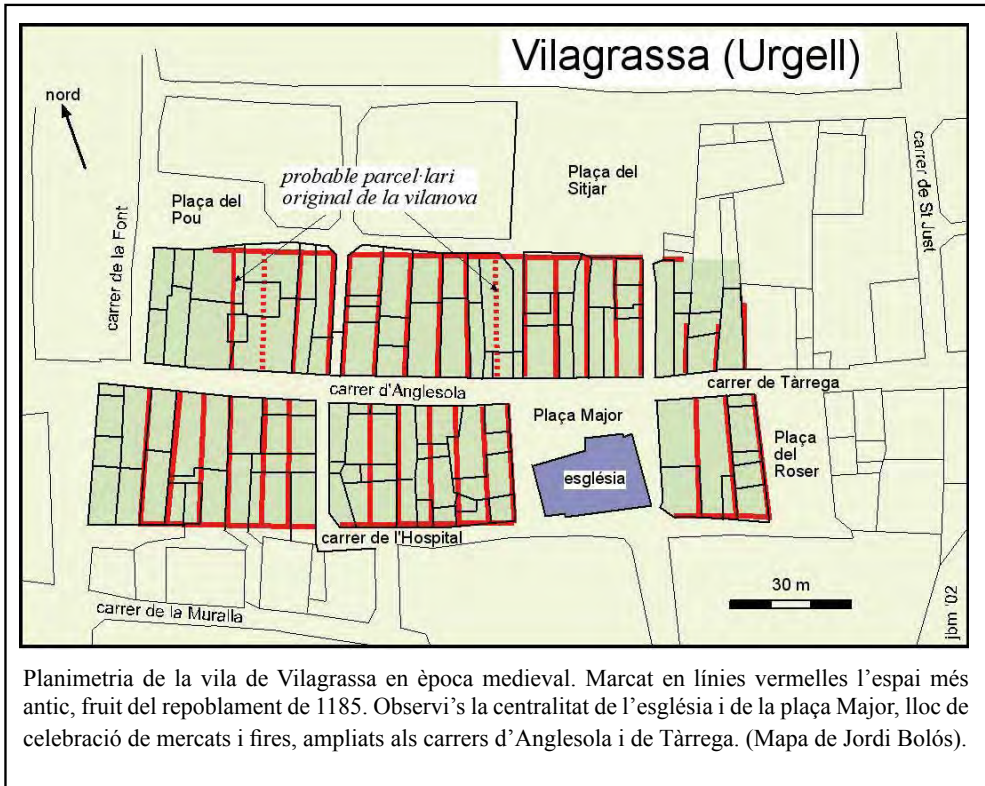 Vilagrassa (Urgell)
nord
carrer de la Font
Plaça del
Pou
probable parcel·lari
original de la vilanova
Plaça del
Sitjar
carrer de St Just
carrer d'Anglesola
carrer de Tàrrega
Plaça Major
Plaça
del
Roser
església
carrer de l'Hospital
carrer de la Muralla
30 m
jbm '02
Planimetria de la vila de Vilagrassa en època medieval. Marcat en línies vermelles l’espai més
antic, fruit del repoblament de 1185. Observi’s la centralitat de l’església i de la plaça Major, lloc de
celebració de mercats i fires, ampliats als carrers d’Anglesola i de Tàrrega. (Mapa de Jordi Bolós).